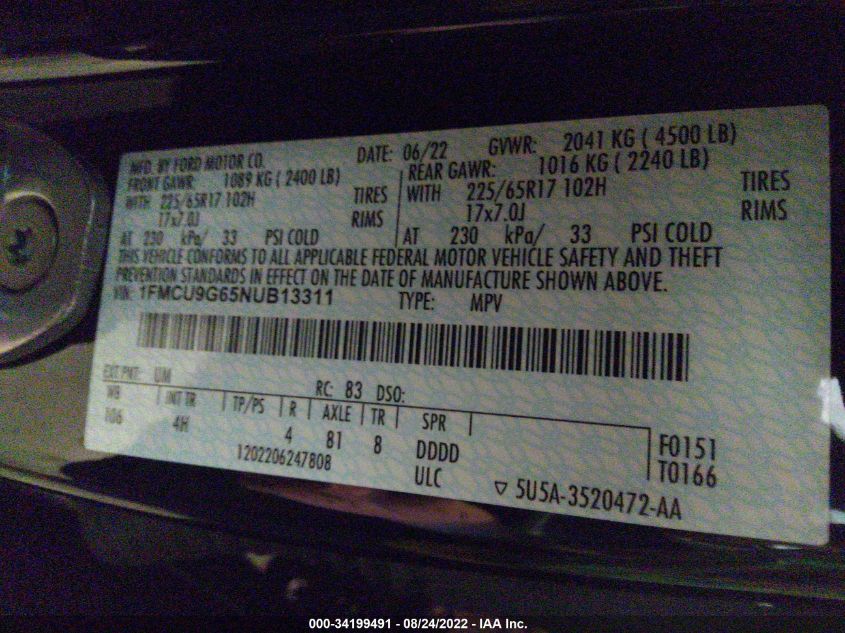 MFD. BY FORD MOTOR CO. DATE: 06/22 GVWR: 2041 KG ( 4500 LB)
FRONT GAWR: 1089 KG ( 2400 LB) REAR GAWR: 1016 KG ( 2240 LB)
WITH 225/65R17 102H TIRES WITH 225/65R17 102H TIRES
17x7.0J RIMS 17x7.0J RIMS
AT 230 kPa/ 33 PSI COLD AT 230 kPa/ 33 PSI COLD
THIS VEHICLE CONFORMS TO ALL APPLICABLE FEDERAL MOTOR VEHICLE SAFETY AND THEFT
PREVENTION STANDARDS IN EFFECT ON THE DATE OF MANUFACTURE SHOWN ABOVE.
VIN: 1FMCU9G65NUB13311 TYPE: MPV
EXT PNT: UM RC: 83 DSO:
WB INT TR TP/PS R AXLE TR SPR
106 4H 4 81 8 DDDD F0151
1202206247808 ULC T0166
▽ 5U5A-3520472-AA
000-34199491 - 08/24/2022 - IAA Inc.